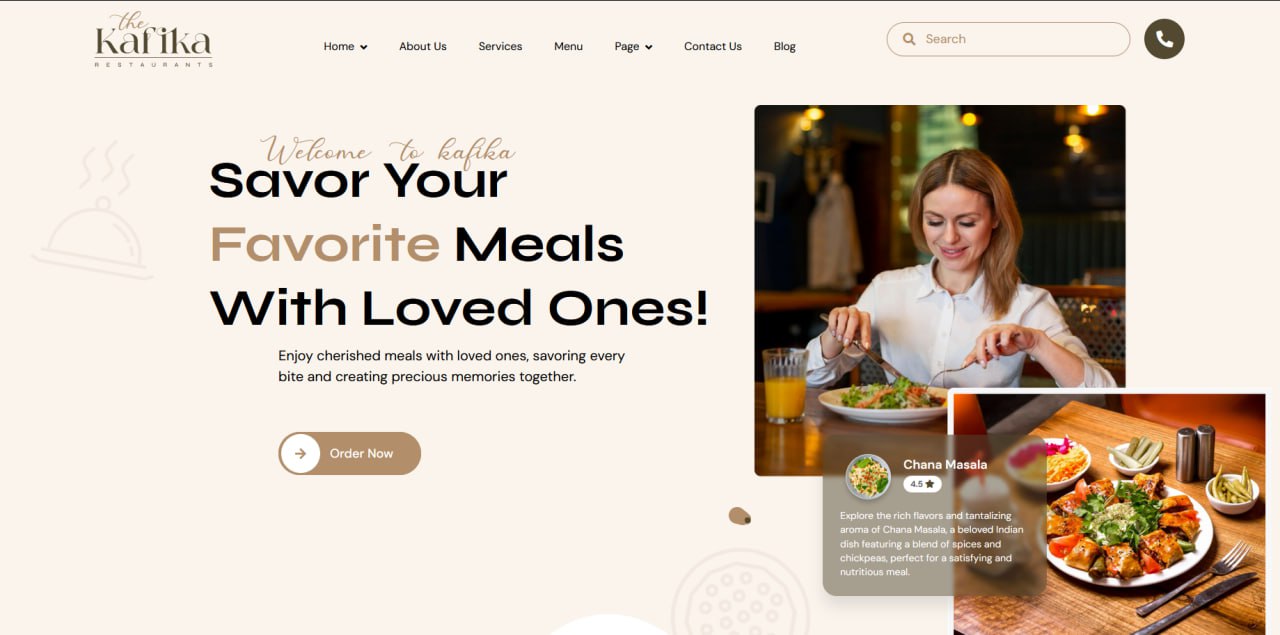 the
Kafika
RESTAURANTS
Home
About Us
Services
Menu
Page
Contact Us
Blog
Search
Welcome to kafika
Savor Your
Favorite Meals
With Loved Ones!
Enjoy cherished meals with loved ones, savoring every
bite and creating precious memories together.
Order Now
Chana Masala
4.5
Explore the rich flavors and tantalizing
aroma of Chana Masala, a beloved Indian
dish featuring a blend of spices and
chickpeas, perfect for a satisfying and
nutritious meal.